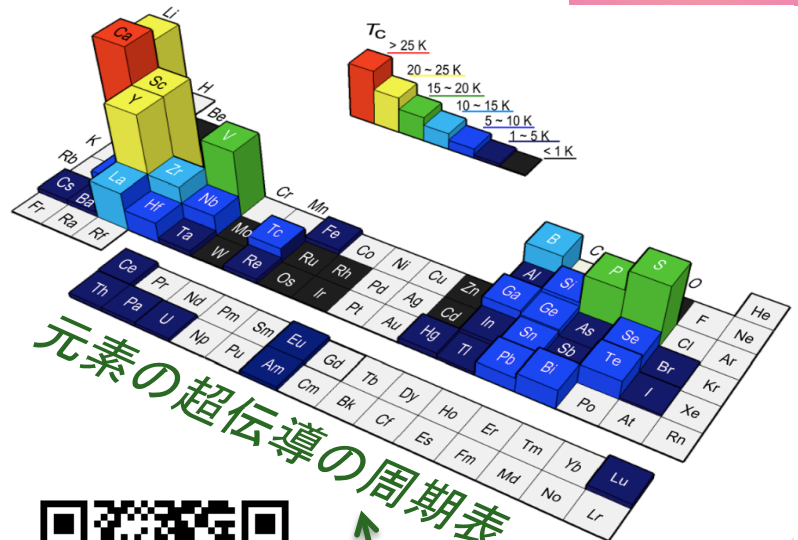 Tc
> 25 K
20 ~ 25 K
15 ~ 20 K
10 ~ 15 K
5 ~ 10 K
1 ~ 5 K
< 1 K
H He
Li Be B C O F Ne
Al Si P S Cl Ar
K Ca Sc V Cr Mn Fe Co Ni Cu Zn Ga Ge As Se Br Kr
Rb Y Zr Nb Mo Tc Ru Rh Pd Ag Cd In Sn Sb Te I Xe
Cs Ba La Hf Ta W Re Os Ir Pt Au Hg Tl Pb Bi Po At Rn
Fr Ra Rf
Ce Pr Nd Pm Sm Eu Gd Tb Dy Ho Er Tm Yb Lu
Th Pa U Np Pu Am Cm Bk Cf Es Fm Md No Lr
元素の超伝導の周期表